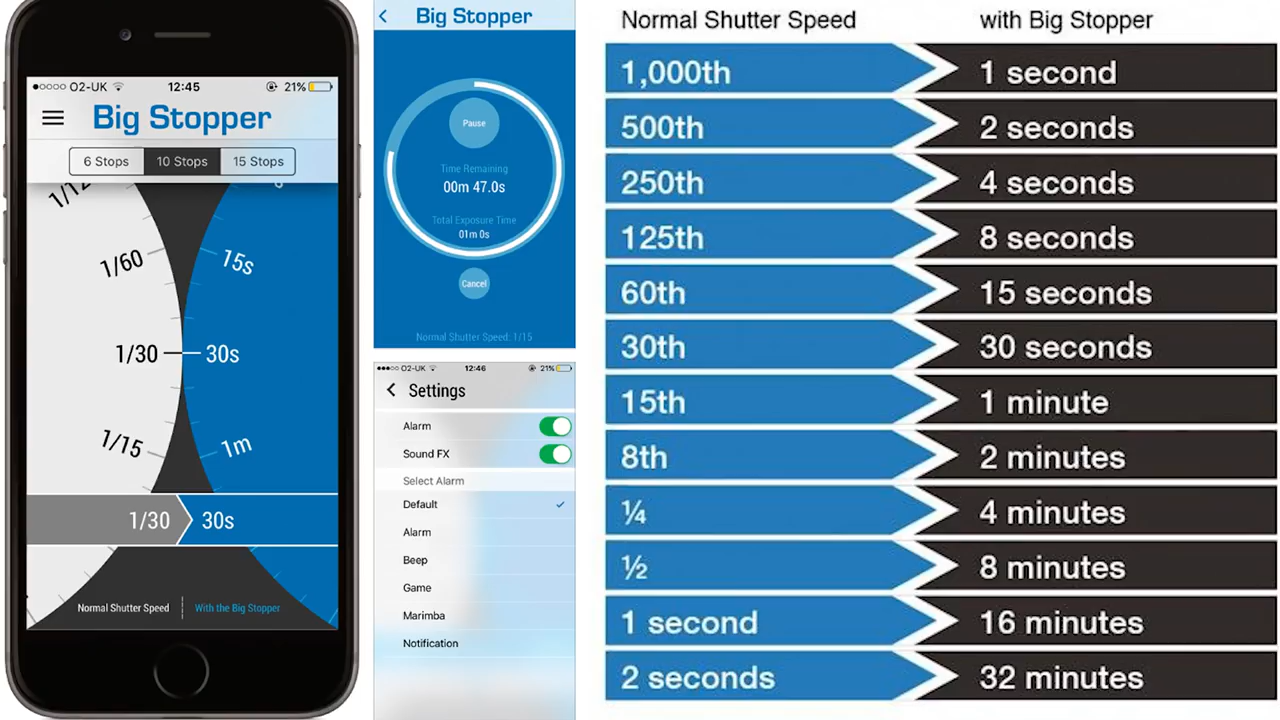 O2-UK 12:45 21%
Big Stopper
6 Stops 10 Stops 15 Stops
1/60 15s
1/30 30s
1/15 1m
1/30 30s
Normal Shutter Speed With the Big Stopper
Big Stopper
Pause
Time Remaining
00m 47.0s
Total Exposure Time
01m 0s
Cancel
Normal Shutter Speed: 1/15
O2-UK 12:46 21%
Settings
Alarm
Sound FX
Select Alarm
Default
Alarm
Beep
Game
Marimba
Notification
Normal Shutter Speed with Big Stopper
1,000th 1 second
500th 2 seconds
250th 4 seconds
125th 8 seconds
60th 15 seconds
30th 30 seconds
15th 1 minute
8th 2 minutes
¼ 4 minutes
½ 8 minutes
1 second 16 minutes
2 seconds 32 minutes